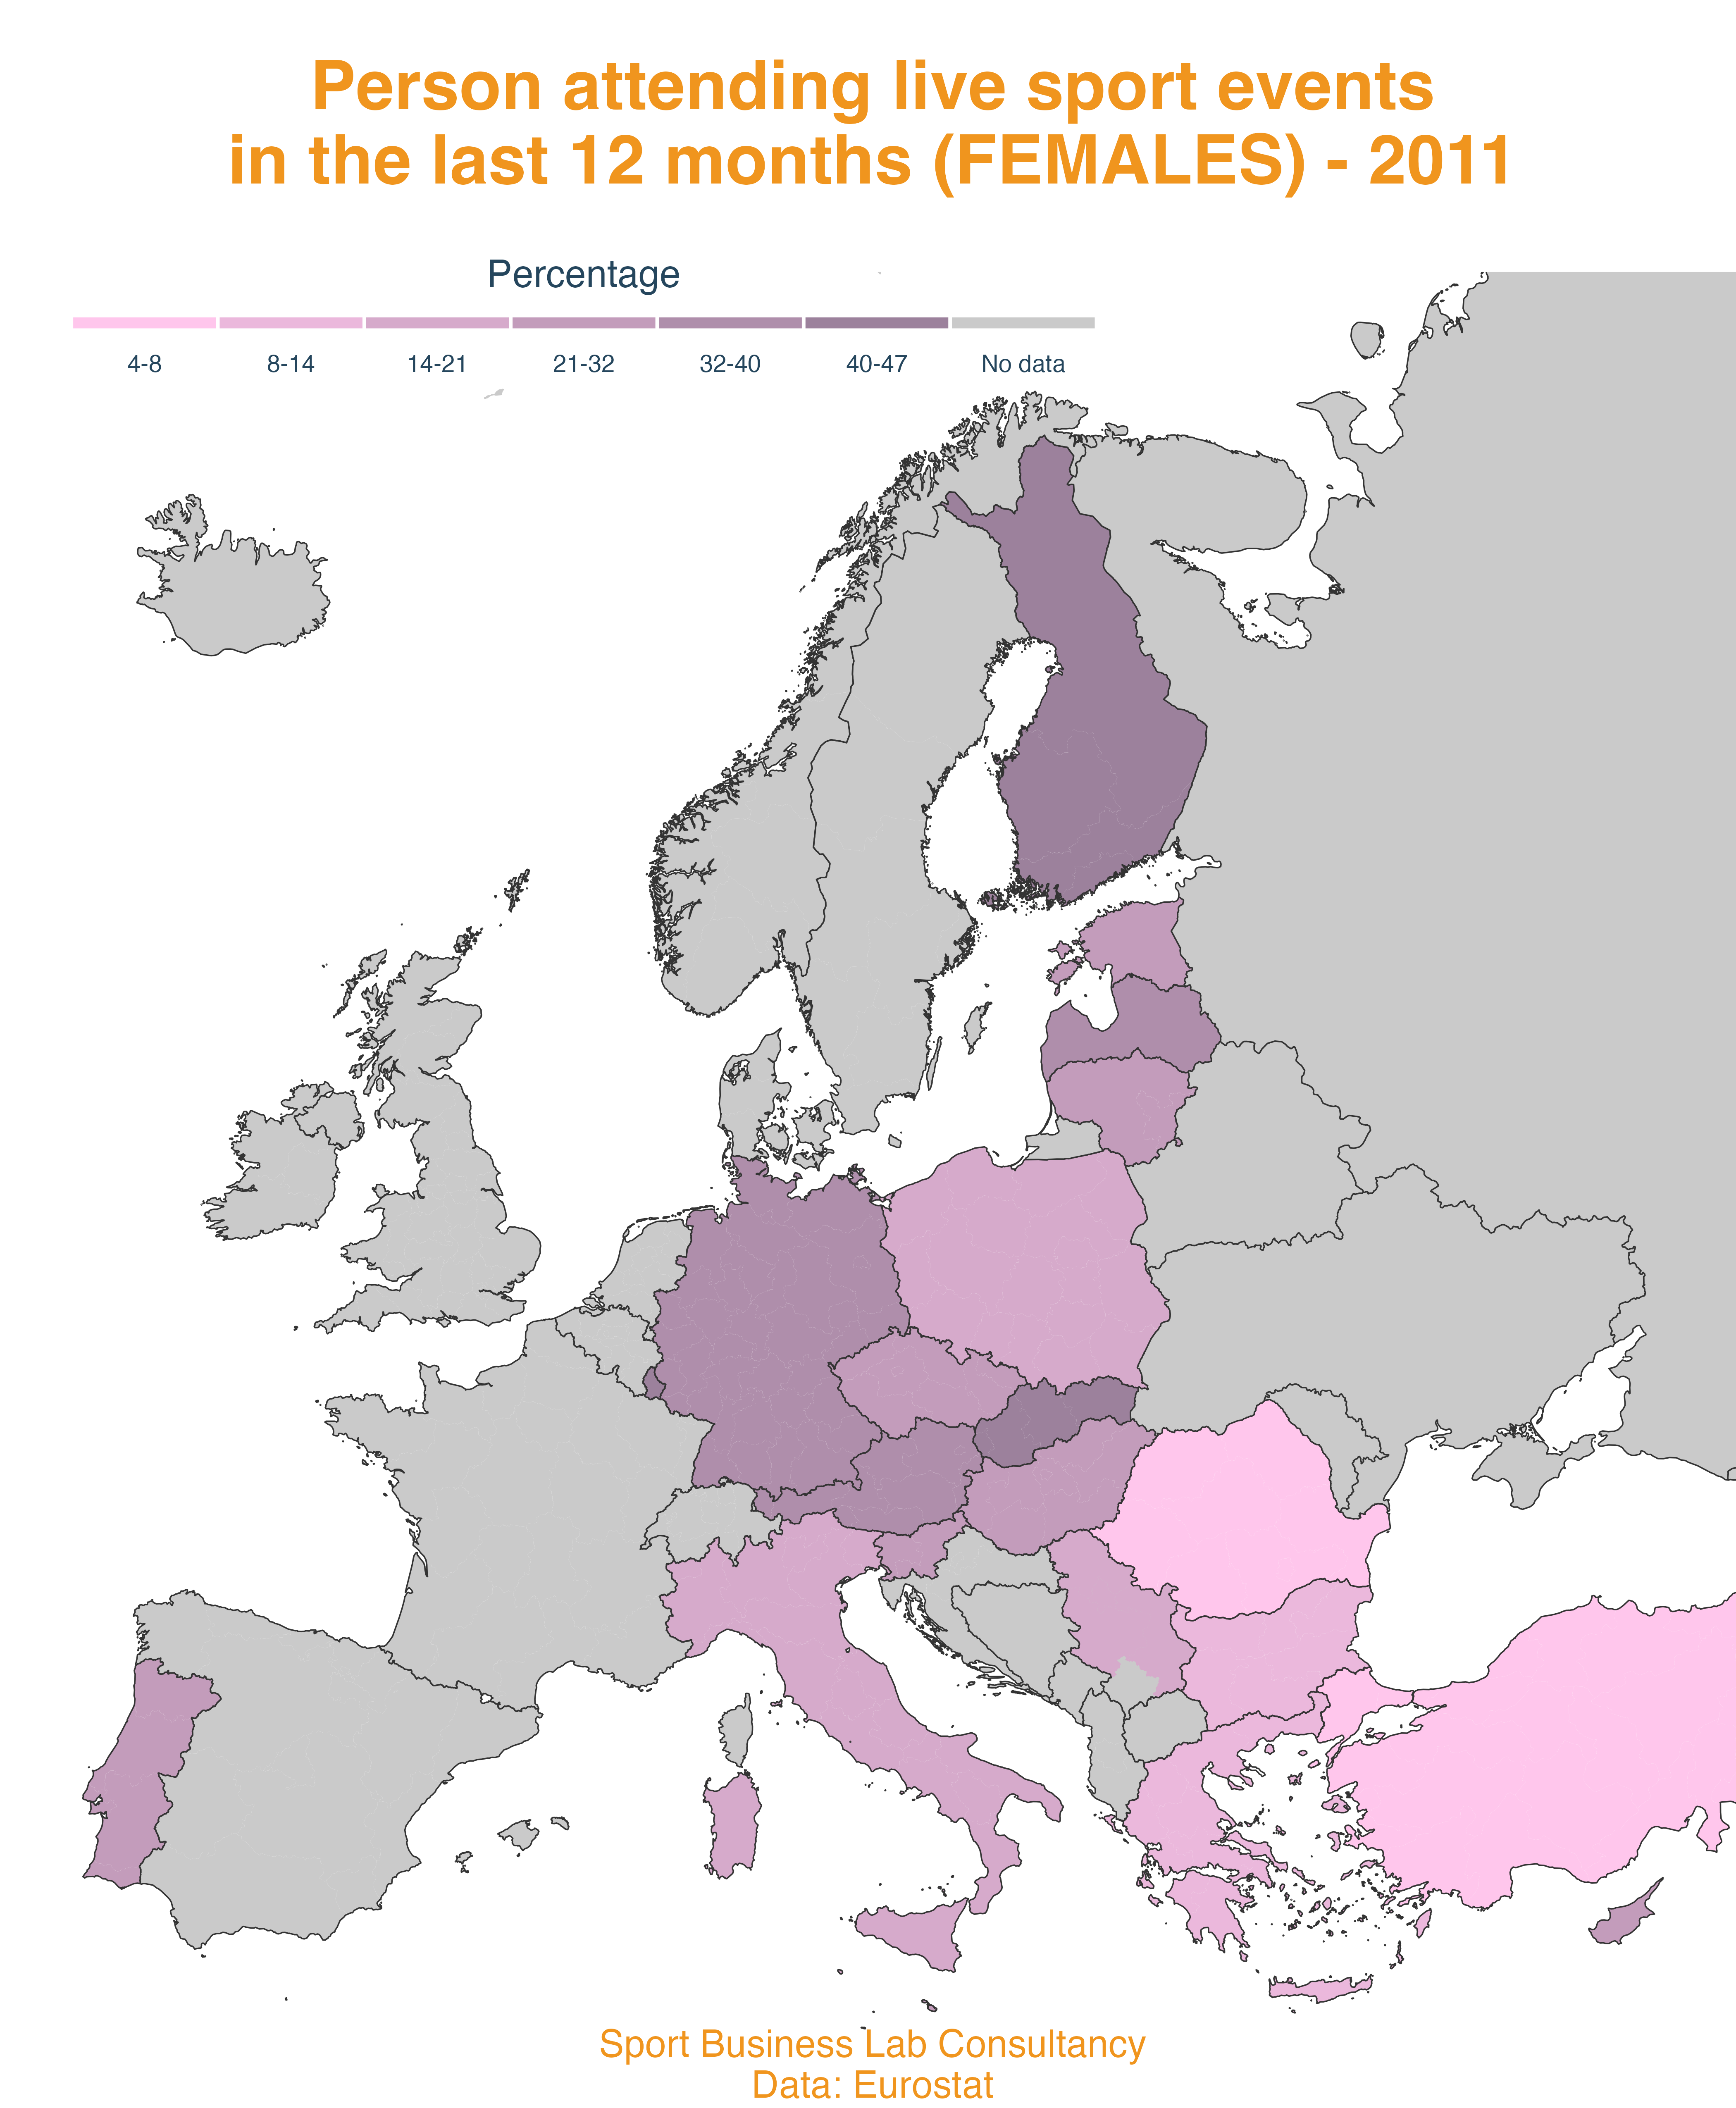 Person attending live sport events
in the last 12 months (FEMALES) - 2011
Percentage
4-8 8-14 14-21 21-32 32-40 40-47 No data
Sport Business Lab Consultancy
Data: Eurostat